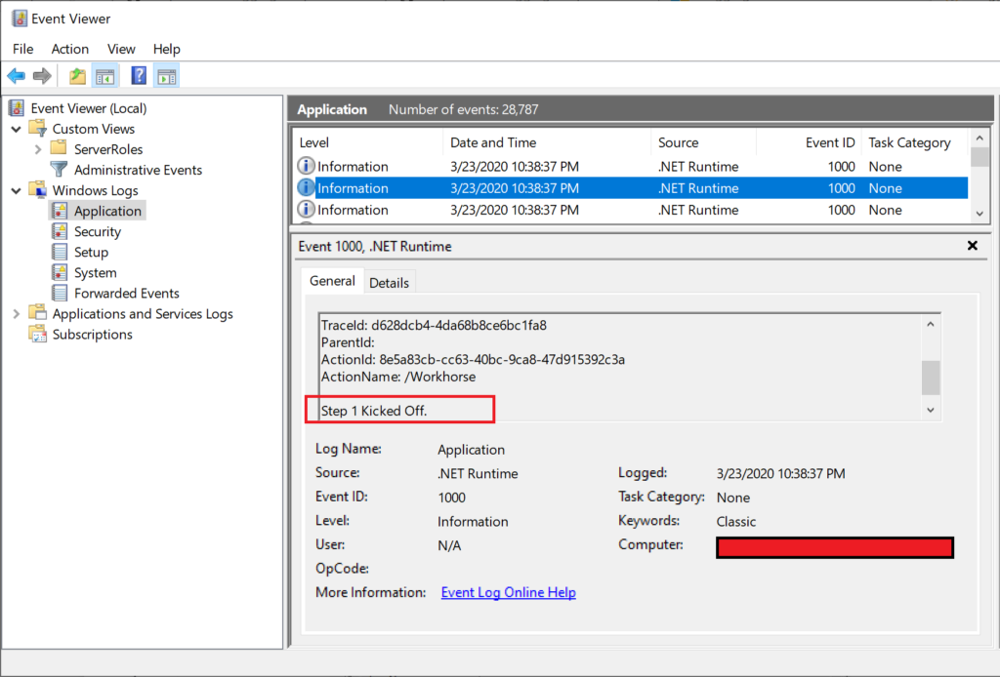 Event Viewer
File Action View Help
Event Viewer (Local)
Custom Views
ServerRoles
Administrative Events
Windows Logs
Application
Security
Setup
System
Forwarded Events
Applications and Services Logs
Subscriptions
Application Number of events: 28,787
Level Date and Time Source Event ID Task Category
Information 3/23/2020 10:38:37 PM .NET Runtime 1000 None
Information 3/23/2020 10:38:37 PM .NET Runtime 1000 None
Information 3/23/2020 10:38:37 PM .NET Runtime 1000 None
Event 1000, .NET Runtime
General Details
TraceId: d628dcb4-4da68b8ce6bc1fa8
ParentId:
ActionId: 8e5a83cb-cc63-40bc-9ca8-47d915392c3a
ActionName: /Workhorse
Step 1 Kicked Off.
Log Name: Application
Source: .NET Runtime Logged: 3/23/2020 10:38:37 PM
Event ID: 1000 Task Category: None
Level: Information Keywords: Classic
User: N/A Computer:
OpCode:
More Information: Event Log Online Help